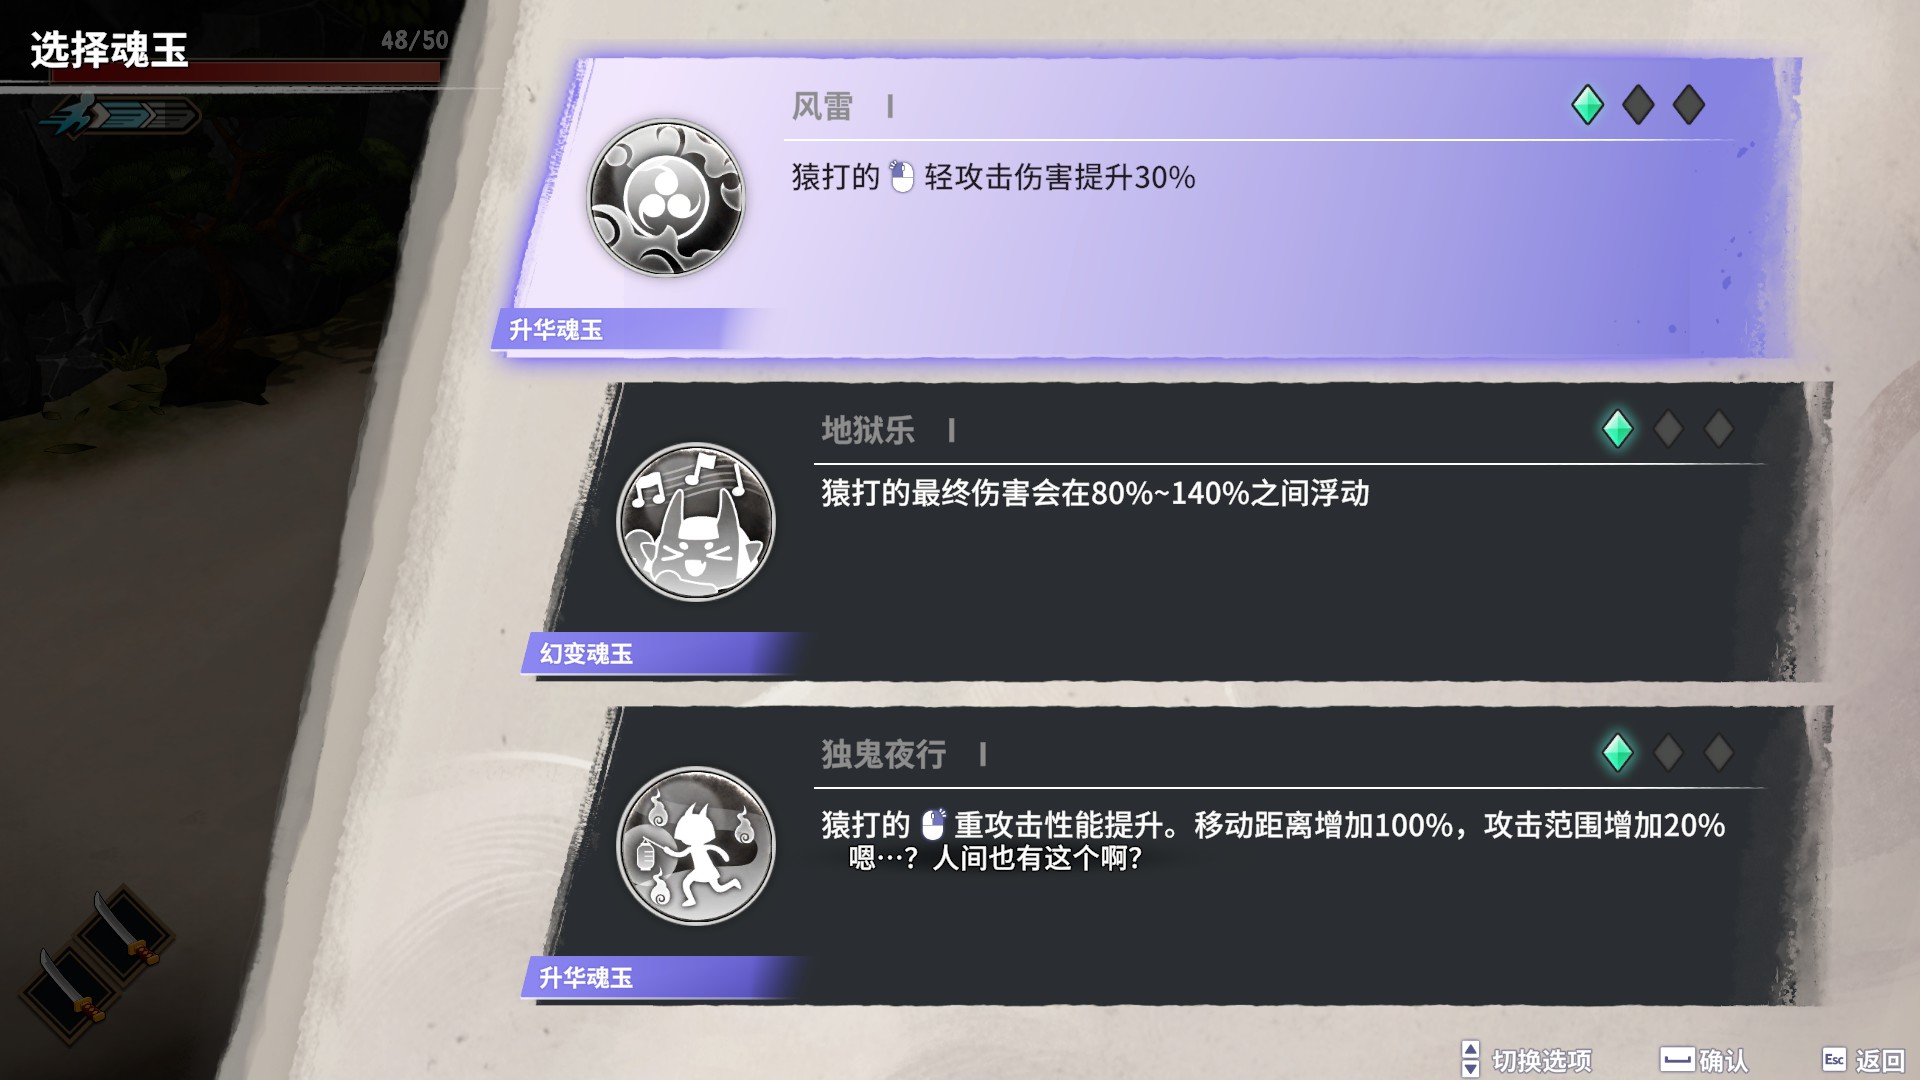 选择魂玉
48/50
风雷 I
猿打的 轻攻击伤害提升30%
升华魂玉
地狱乐 I
猿打的最终伤害会在80%~140%之间浮动
幻变魂玉
独鬼夜行 I
猿打的 重攻击性能提升。移动距离增加100%，攻击范围增加20%
嗯…？人间也有这个啊？
升华魂玉
切换选项 确认 Esc 返回